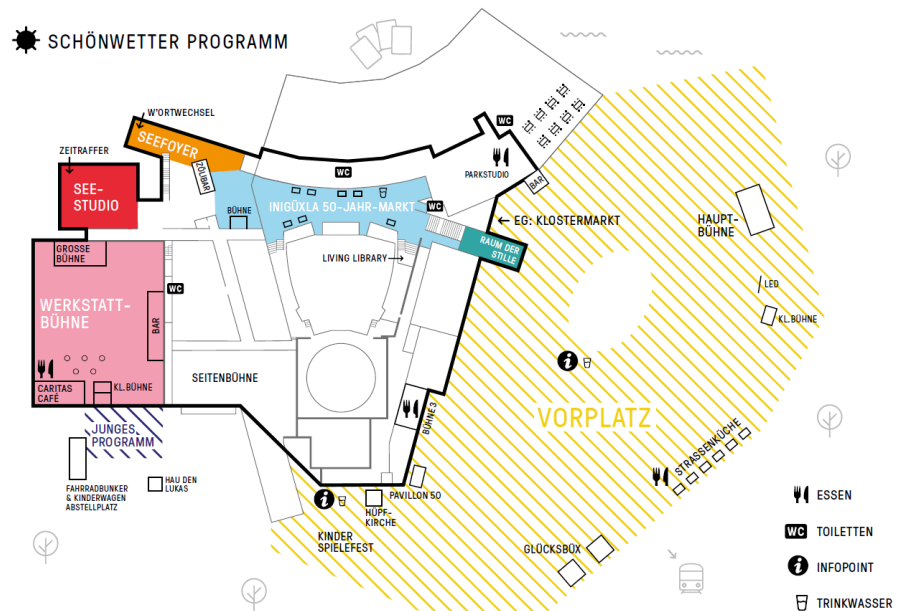 SCHÖNWETTER PROGRAMM
W'ORTWECHSEL
SEEFOYER
ZEITRAFFER
SEE-
STUDIO
ZÖLIBAR
BÜHNE
WC
INIGÜXLA 50-JAHR-MARKT
WC
WC
PARKSTUDIO
BAR
← EG: KLOSTERMARKT
RAUM DER
STILLE
LIVING LIBRARY
HAUPT-
BÜHNE
LED
KL.BÜHNE
GROSSE
BÜHNE
WERKSTATT-
BÜHNE
WC
BAR
CARITAS
CAFÉ
KL.BÜHNE
SEITENBÜHNE
BÜHNE 3
VORPLATZ
STRASSENKÜCHE
JUNGES
PROGRAMM
FAHRRADBUNKER
& KINDERWAGEN
ABSTELLPLATZ
HAU DEN
LUKAS
PAVILLON 50
HÜPF-
KIRCHE
KINDER
SPIELEFEST
GLÜCKSBÜX
ESSEN
WC TOILETTEN
INFOPOINT
TRINKWASSER